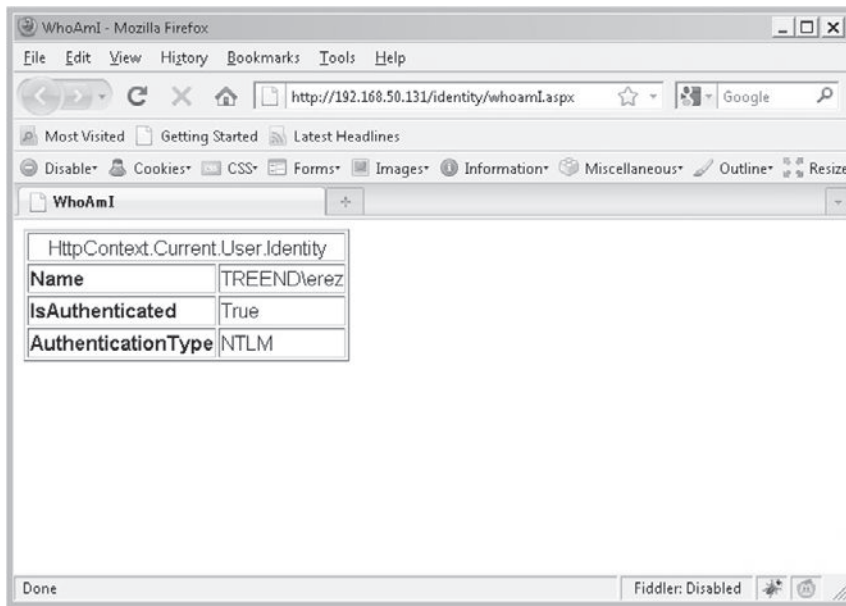 WhoAmI - Mozilla Firefox
File Edit View History Bookmarks Tools Help
http://192.168.50.131/identity/whoamI.aspx Google
Most Visited Getting Started Latest Headlines
Disable Cookies CSS Forms Images Information Miscellaneous Outline Resize
WhoAmI
HttpContext.Current.User.Identity
Name TREEND\erez
IsAuthenticated True
AuthenticationType NTLM
Done Fiddler: Disabled